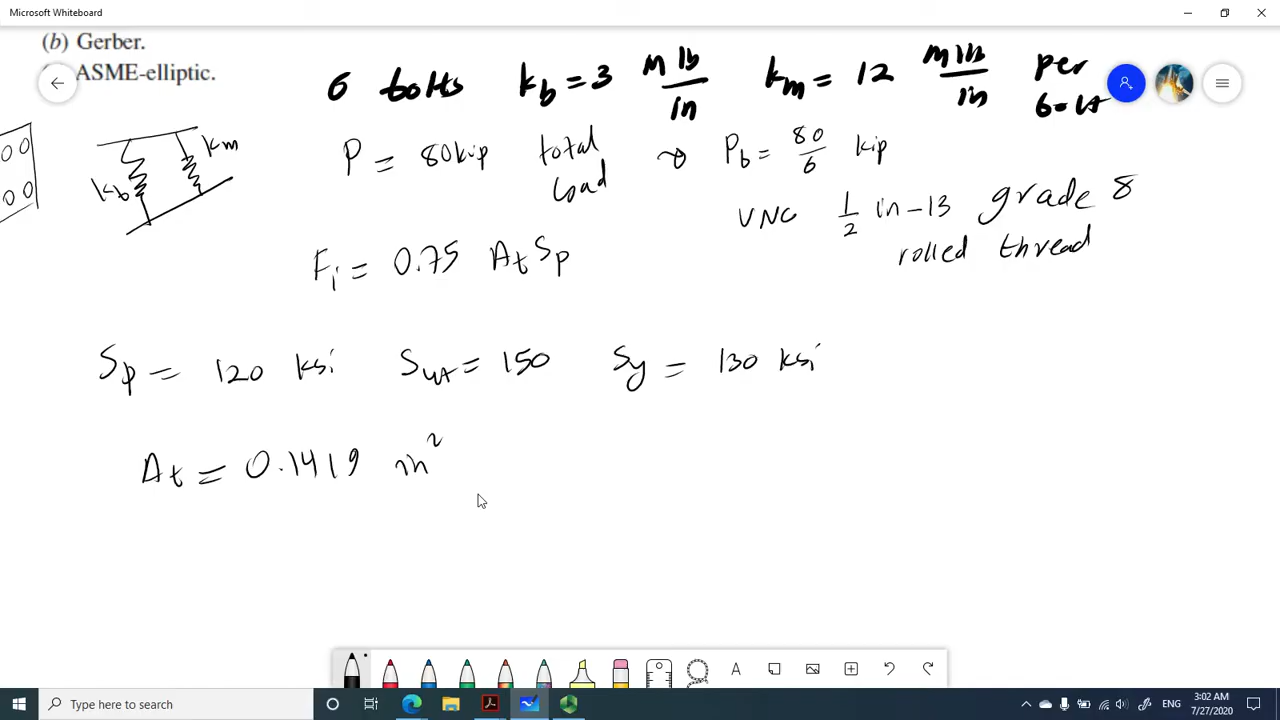 Microsoft Whiteboard
(b) Gerber.
ASME-elliptic.
6 bolts kb = 3 Mlb/in km = 12 Mlb/in per bolt
kb km
P = 80 kip total load → Pb = 80/6 kip
UNC 1/2 in-13 grade 8
rolled thread
Fi = 0.75 At Sp
Sp = 120 ksi Sut = 150 Sy = 130 ksi
At = 0.1419 in²
A
Type here to search
ENG
3:02 AM
7/27/2020